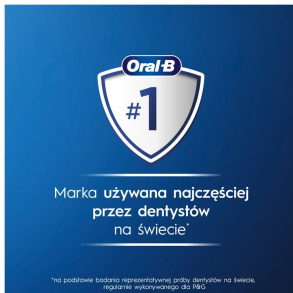 Oral-B
#1
Marka używana najczęściej
przez dentystów
na świecie*
*na podstawie badania reprezentatywnej próby dentystów na świecie,
regularnie wykonywanego dla P&G